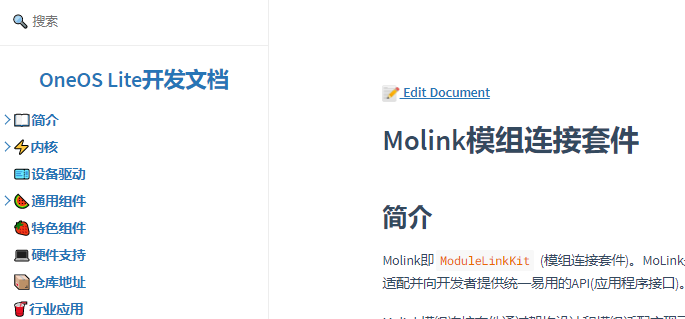 搜索
OneOS Lite开发文档
简介
内核
设备驱动
通用组件
特色组件
硬件支持
仓库地址
行业应用
Edit Document
Molink模组连接套件
简介
Molink即 ModuleLinkKit (模组连接套件)。MoLin
适配并向开发者提供统一易用的API(应用程序接口)。